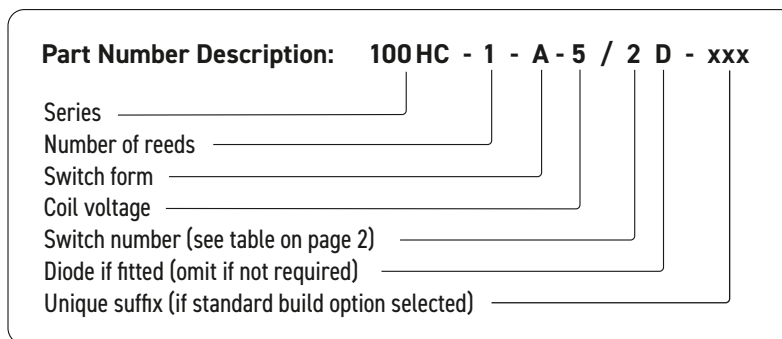 Part Number Description: 100HC - 1 - A - 5 / 2 D - xxx
Series
Number of reeds
Switch form
Coil voltage
Switch number (see table on page 2)
Diode if fitted (omit if not required)
Unique suffix (if standard build option selected)